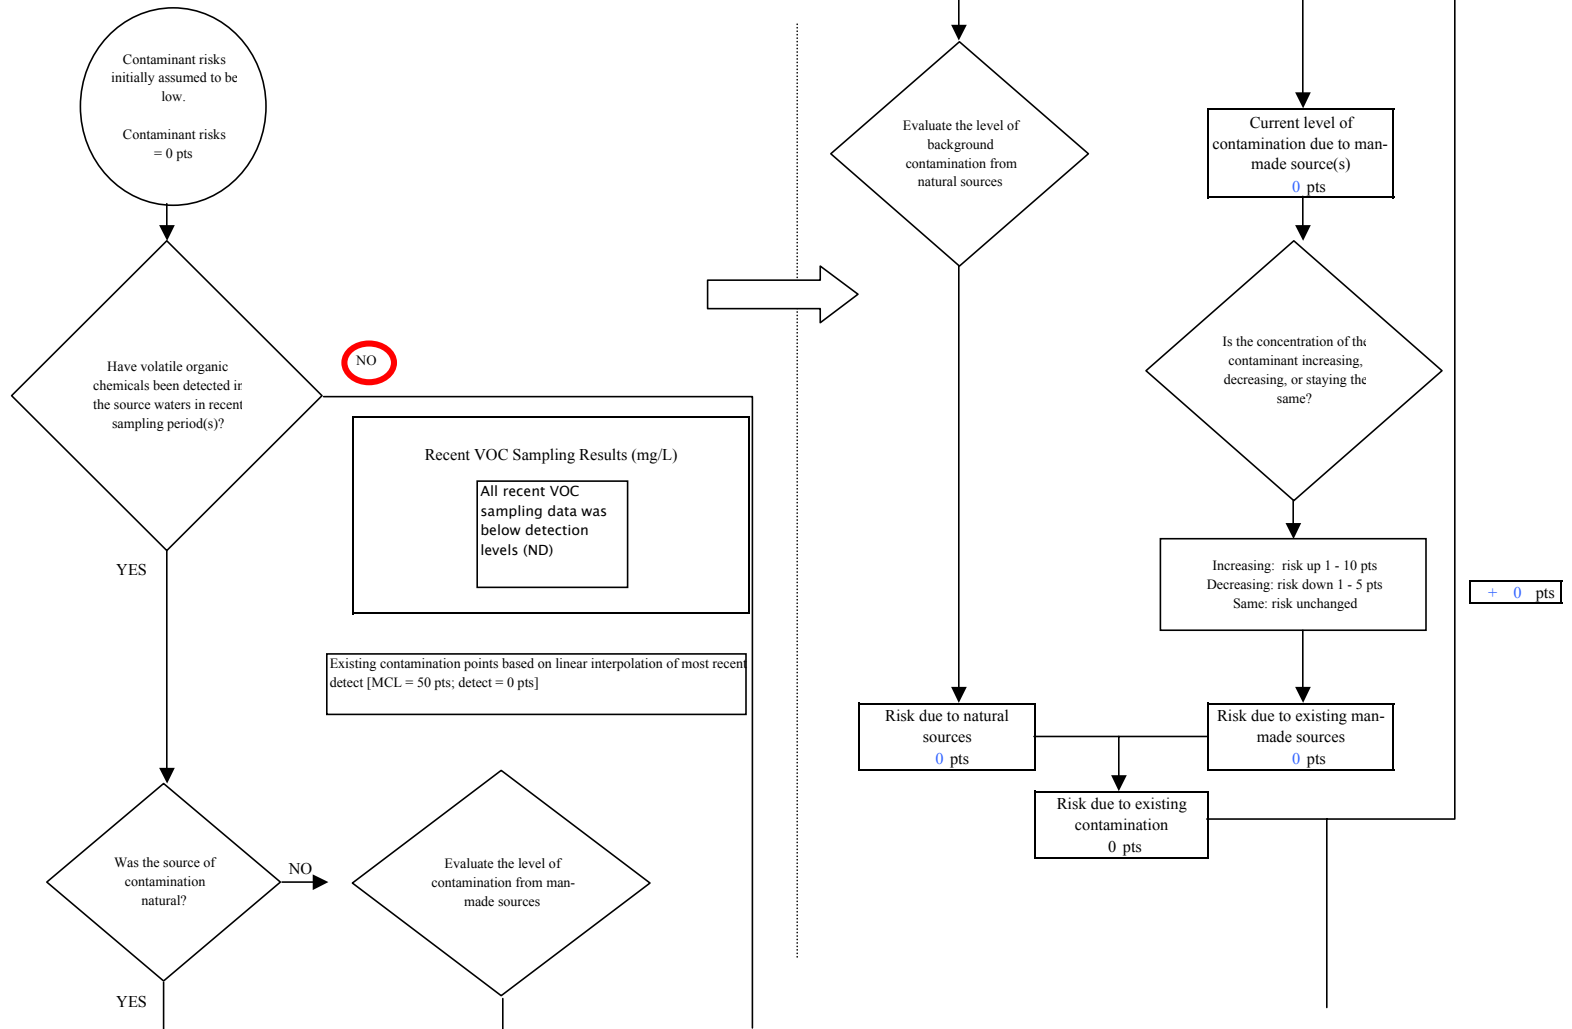 Contaminant risks
initially assumed to be
low.
Contaminant risks
= 0 pts
Have volatile organic
chemicals been detected in
the source waters in recent
sampling period(s)?
NO
YES
Recent VOC Sampling Results (mg/L)
All recent VOC
sampling data was
below detection
levels (ND)
Existing contamination points based on linear interpolation of most recent
detect [MCL = 50 pts; detect = 0 pts]
Was the source of
contamination
natural?
NO
YES
Evaluate the level of
contamination from man-
made sources
Evaluate the level of
background
contamination from
natural sources
Current level of
contamination due to man-
made source(s)
0 pts
Is the concentration of the
contaminant increasing,
decreasing, or staying the
same?
Increasing: risk up 1 - 10 pts
Decreasing: risk down 1 - 5 pts
Same: risk unchanged
+ 0 pts
Risk due to natural
sources
0 pts
Risk due to existing man-
made sources
0 pts
Risk due to existing
contamination
0 pts